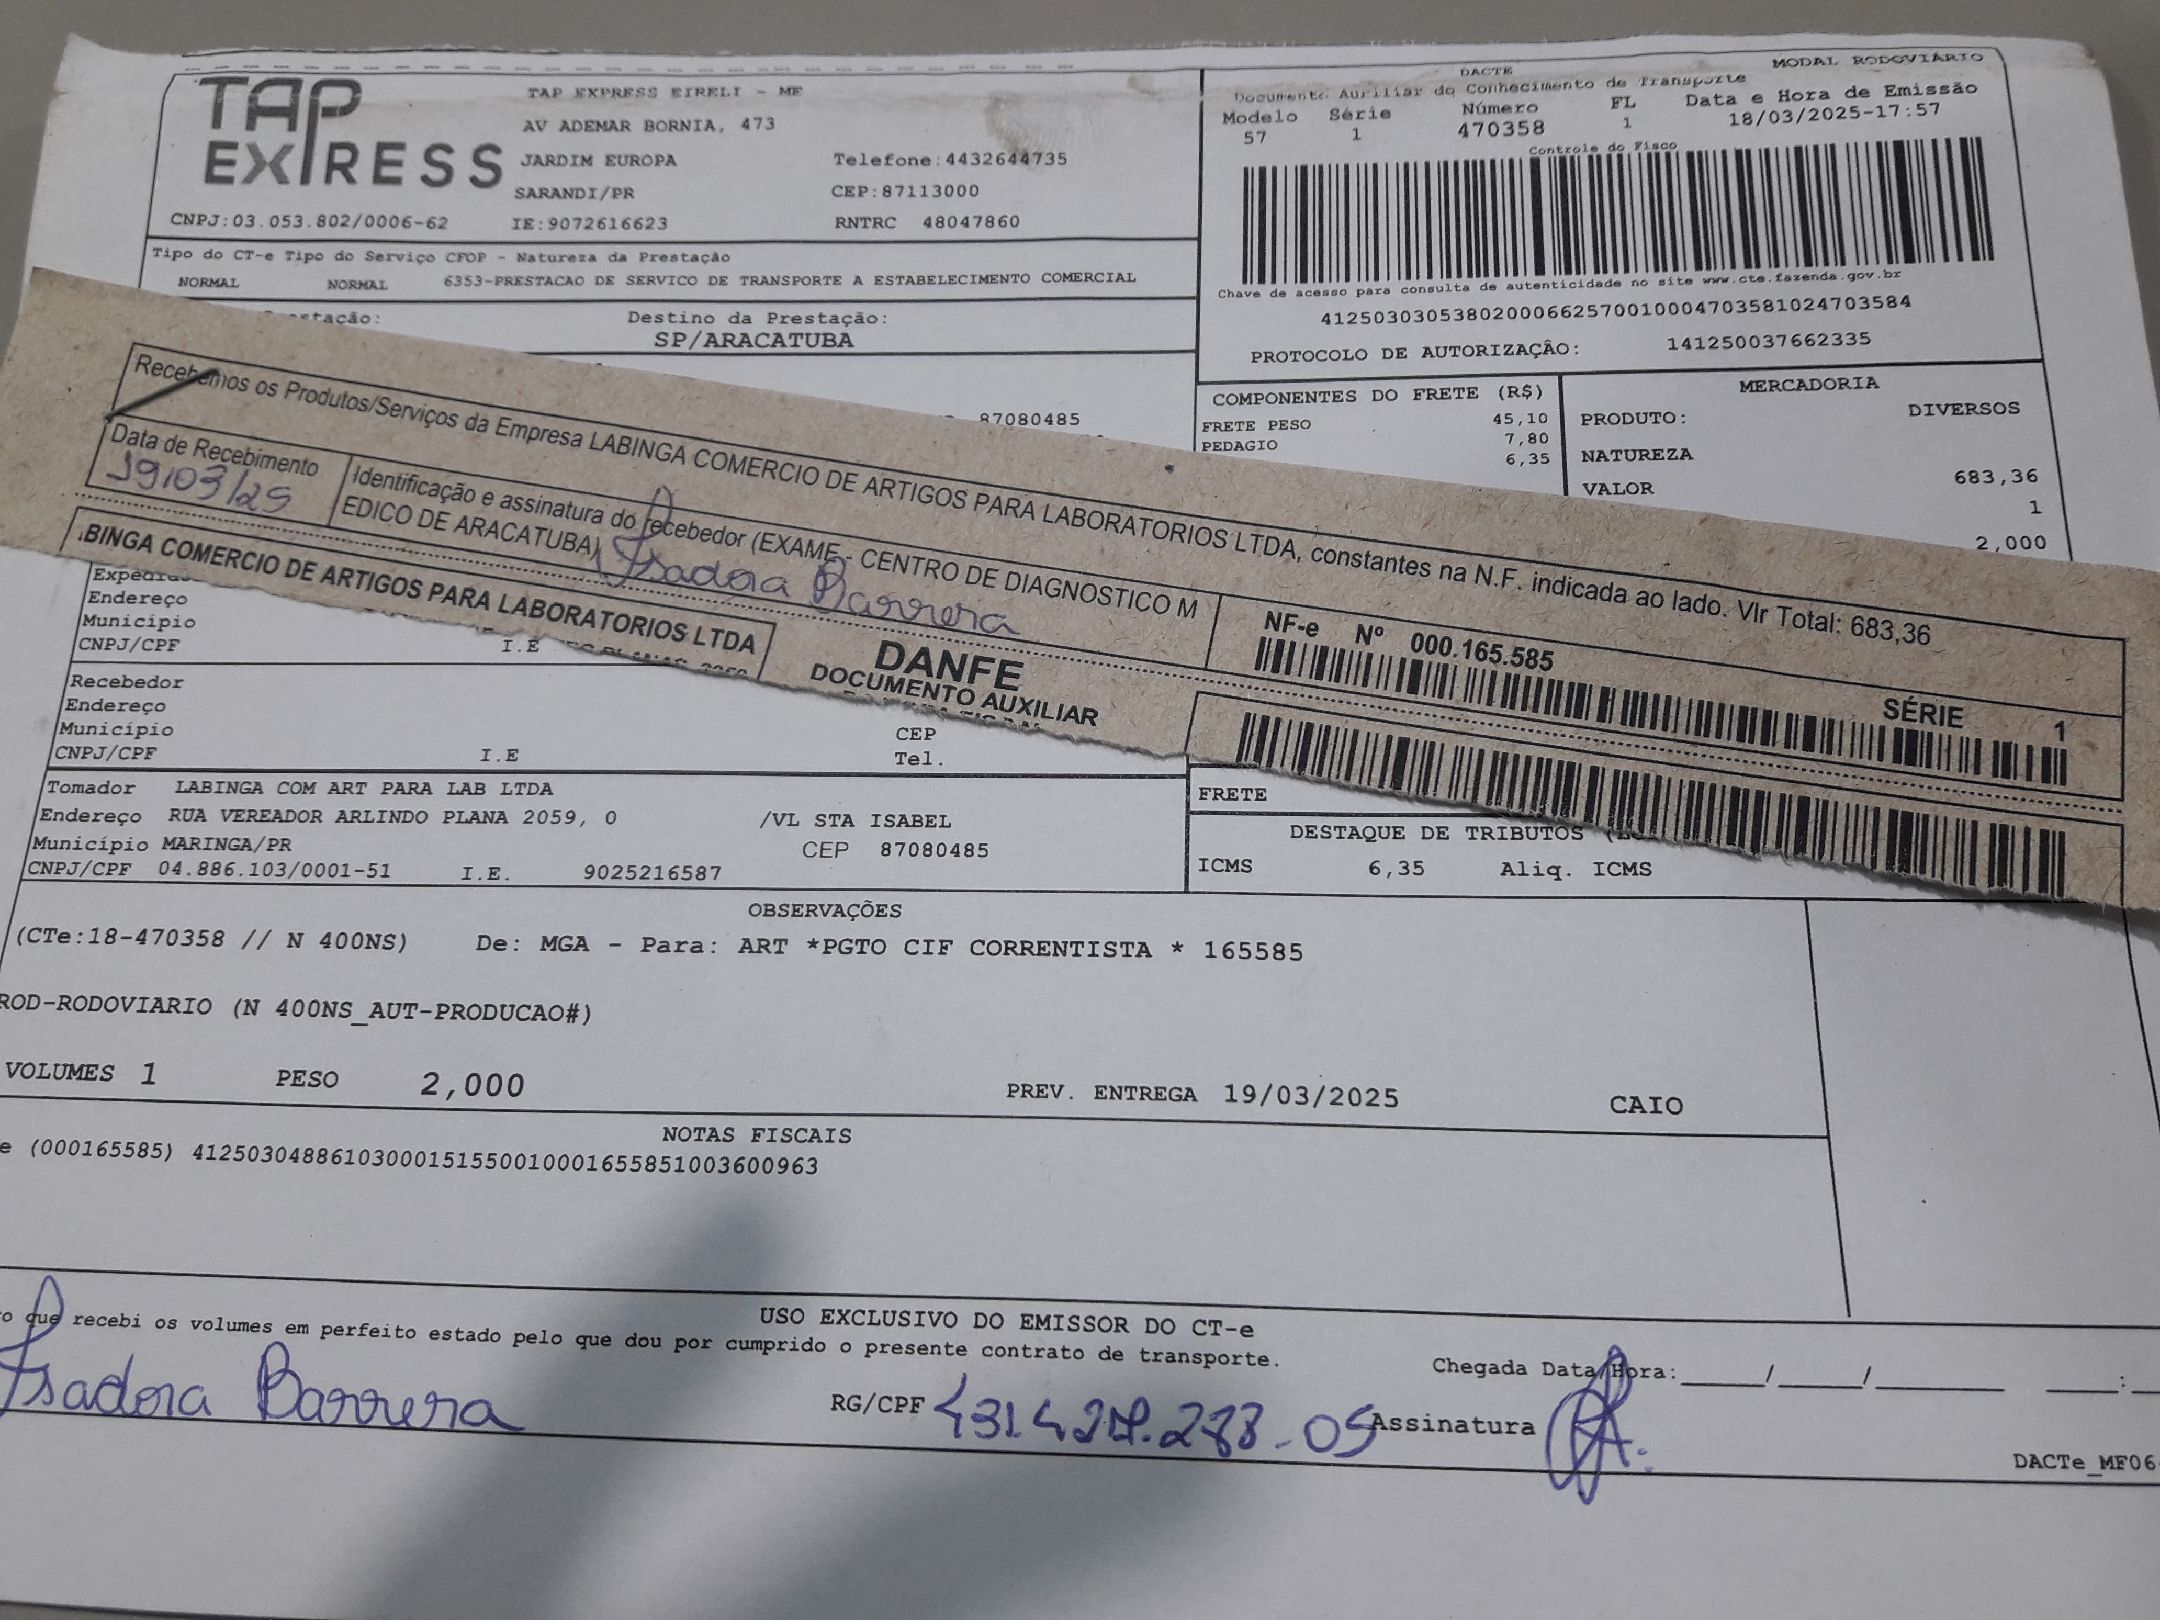 TAP EXPRESS
TAP EXPRESS EIRELI - ME
AV ADEMAR BORNIA, 473
JARDIM EUROPA Telefone:4432644735
SARANDI/PR CEP:87113000
CNPJ:03.053.802/0006-62 IE:9072616623 RNTRC 48047860
Tipo do CT-e Tipo do Serviço CFOP - Natureza da Prestação
NORMAL NORMAL 6353-PRESTACAO DE SERVICO DE TRANSPORTE A ESTABELECIMENTO COMERCIAL
Destino da Prestação:
SP/ARACATUBA
87080485
DACTE MODAL RODOVIÁRIO
Documento Auxiliar do Conhecimento de Transporte
Modelo Série Número FL Data e Hora de Emissão
57 1 470358 1 18/03/2025-17:57
Controle do Fisco
Chave de acesso para consulta de autenticidade no site www.cte.fazenda.gov.br
41250303053802000662570010004703581024703584
PROTOCOLO DE AUTORIZAÇÃO: 141250037662335
COMPONENTES DO FRETE (R$)
FRETE PESO 45,10
PEDAGIO 7,80
6,35
MERCADORIA
PRODUTO: DIVERSOS
NATUREZA
VALOR 683,36
1
2,000
Recebemos os Produtos/Serviços da Empresa LABINGA COMERCIO DE ARTIGOS PARA LABORATORIOS LTDA, constantes na N.F. indicada ao lado. Vlr Total: 683,36
Data de Recebimento
19/03/25
Identificação e assinatura do recebedor (EXAME - CENTRO DE DIAGNOSTICO M
EDICO DE ARACATUBA)
Isadora Barrera
NF-e Nº 000.165.585
SÉRIE 1
BINGA COMERCIO DE ARTIGOS PARA LABORATORIOS LTDA
DANFE
DOCUMENTO AUXILIAR
Endereço
Município
CNPJ/CPF I.E
Recebedor
Endereço
Município CEP
CNPJ/CPF I.E Tel.
Tomador LABINGA COM ART PARA LAB LTDA
Endereço RUA VEREADOR ARLINDO PLANA 2059, 0 /VL STA ISABEL
Município MARINGA/PR CEP 87080485
CNPJ/CPF 04.886.103/0001-51 I.E. 9025216587
FRETE
DESTAQUE DE TRIBUTOS
ICMS 6,35 Aliq. ICMS
OBSERVAÇÕES
(CTe:18-470358 // N 400NS) De: MGA - Para: ART *PGTO CIF CORRENTISTA * 165585
ROD-RODOVIARIO (N 400NS_AUT-PRODUCAO#)
VOLUMES 1 PESO 2,000 PREV. ENTREGA 19/03/2025 CAIO
NOTAS FISCAIS
e (000165585) 41250304886103000151550010001655851003600963
USO EXCLUSIVO DO EMISSOR DO CT-e
o que recebi os volumes em perfeito estado pelo que dou por cumprido o presente contrato de transporte.
Chegada Data/Hora:_____/_____/_________ ____:__
Isadora Barrera RG/CPF Assinatura
DACTe_MF06